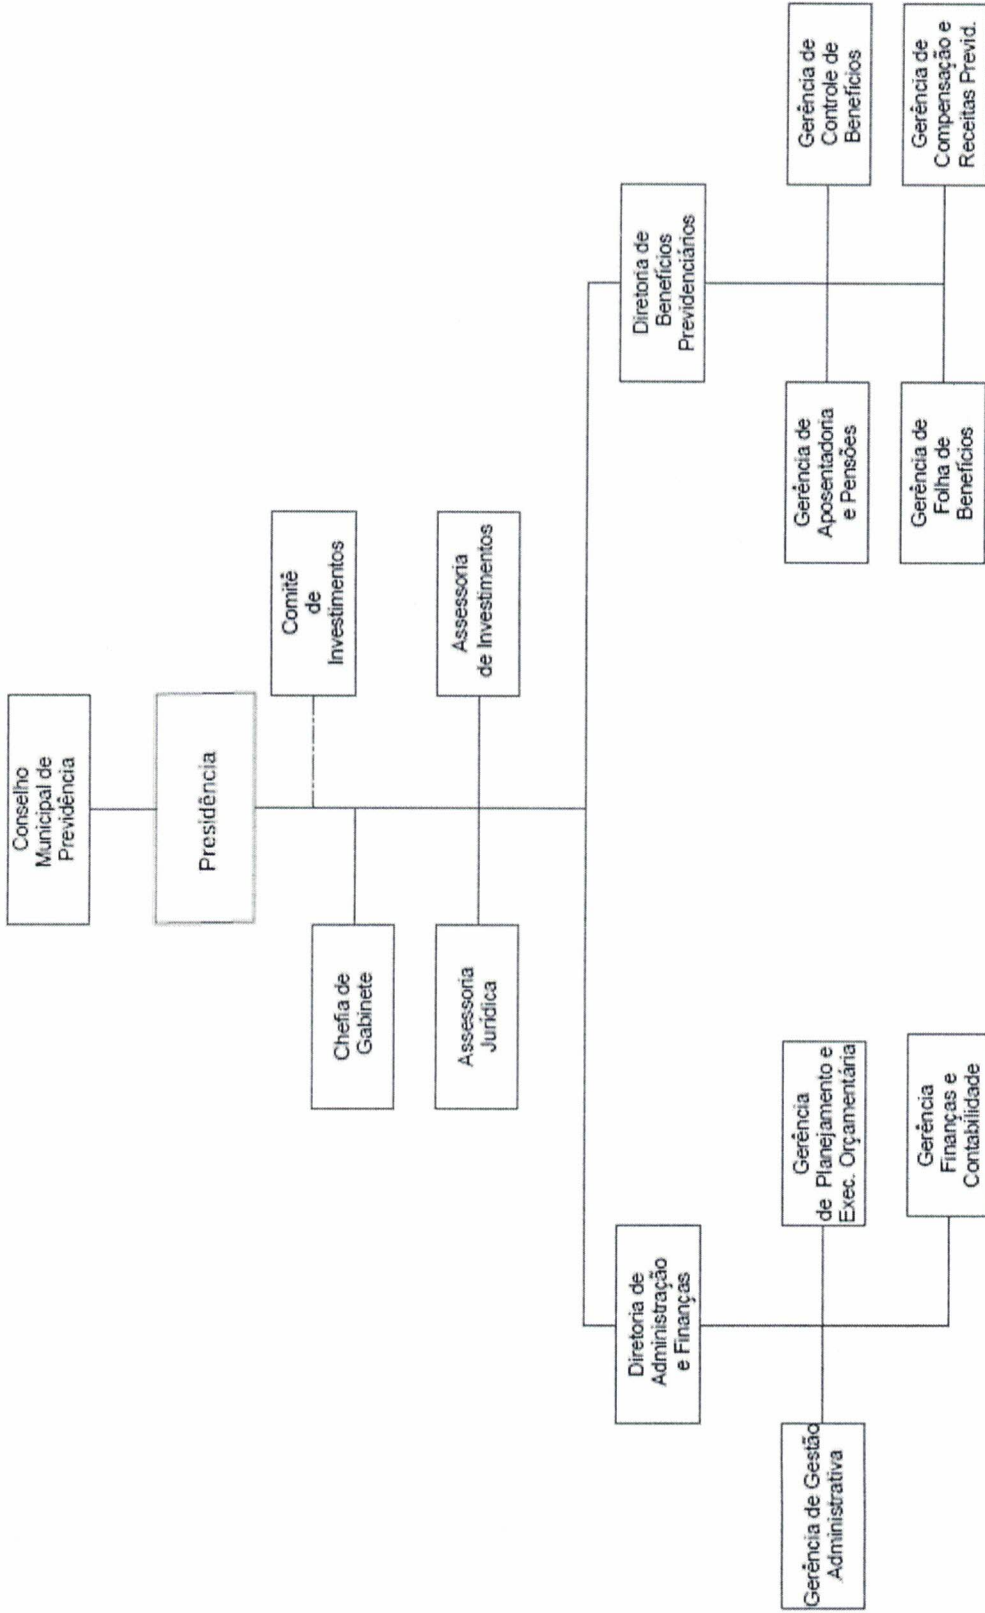 Conselho
Municipal de
Previdência
Presidência
Comitê
de
Investimentos
Chefia de
Gabinete
Assessoria
Jurídica
Assessoria
de Investimentos
Diretoria de
Administração
e Finanças
Diretoria de
Benefícios
Previdenciários
Gerência de Gestão
Administrativa
Gerência
de Planejamento e
Exec. Orçamentária
Gerência
Finanças e
Contabilidade
Gerência de
Aposentadoria
e Pensões
Gerência de
Controle de
Benefícios
Gerência de
Folha de
Benefícios
Gerência de
Compensação e
Receitas Previd.